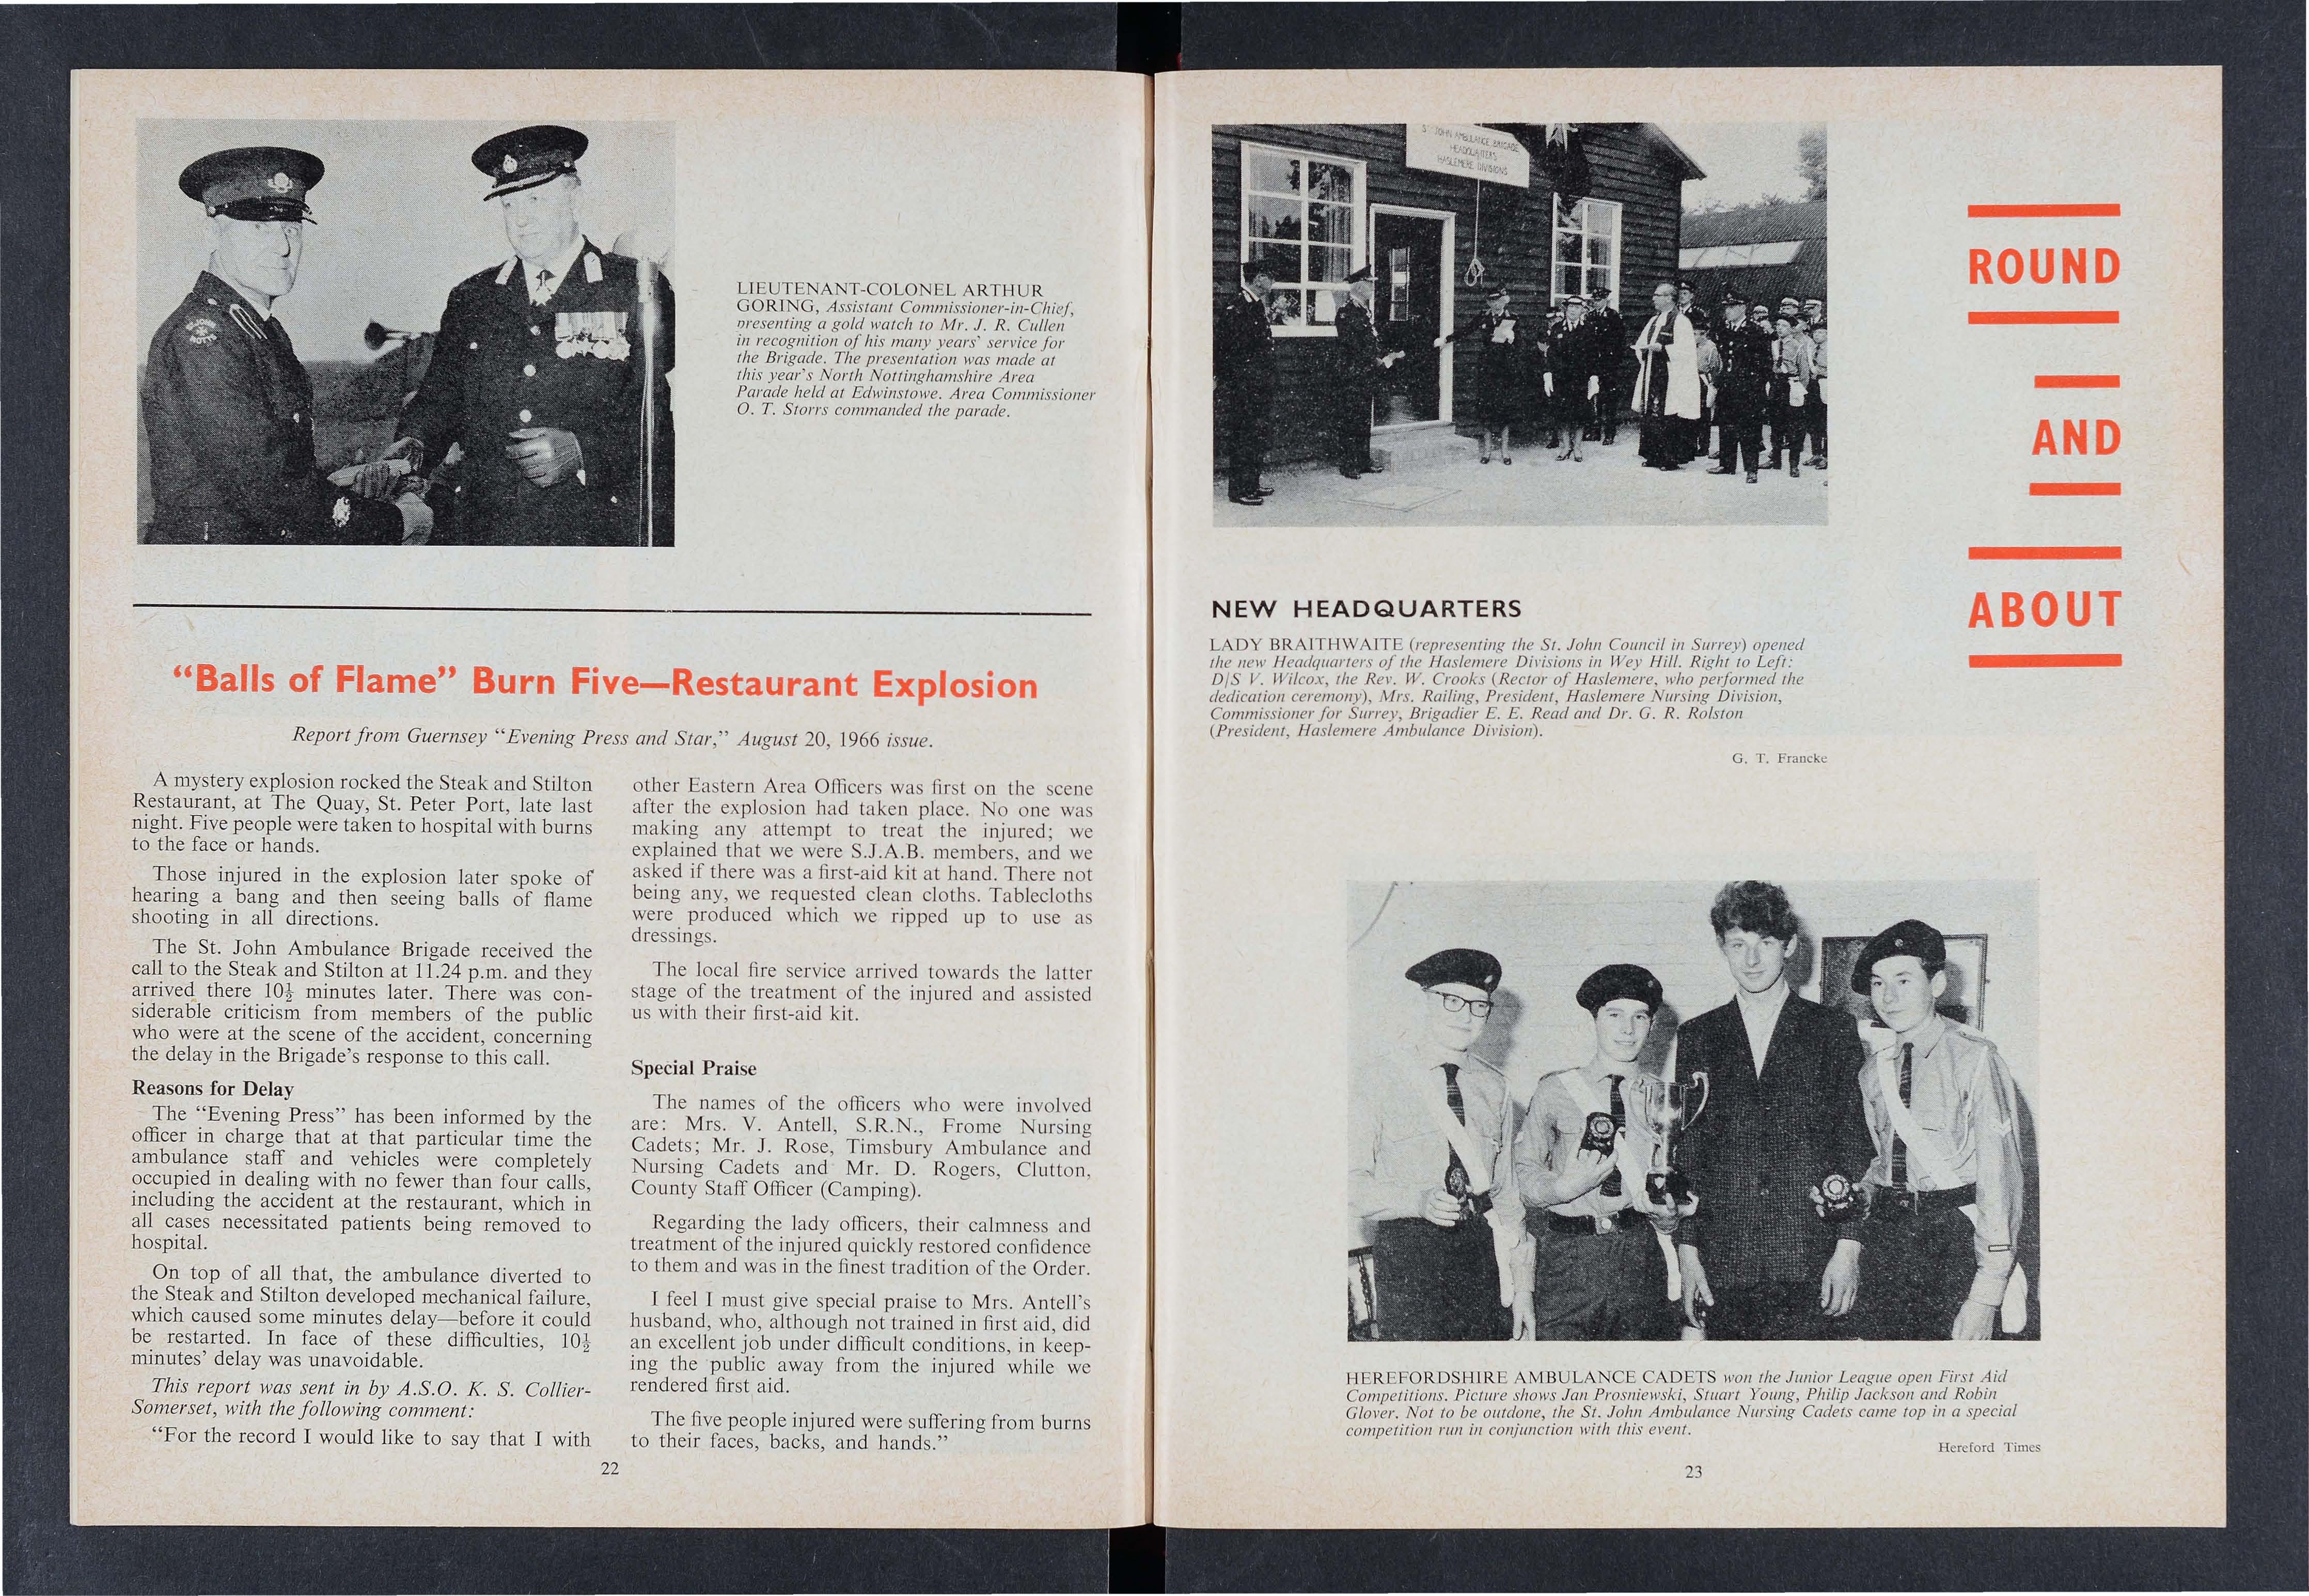 LIEUTENANT-COLONEL ARTHUR
GORING, Assistant Commissioner-in-Chief,
presenting a gold watch to Mr. J. R. Cullen
in recognition of his many years' service for
the Brigade. The presentation was made at
this year's North Nottinghamshire Area
Parade held at Edwinstowe. Area Commissioner
O. T. Storrs commanded the parade.
“Balls of Flame” Burn Five—Restaurant Explosion
Report from Guernsey “Evening Press and Star,” August 20, 1966 issue.
A mystery explosion rocked the Steak and Stilton
Restaurant, at The Quay, St. Peter Port, late last
night. Five people were taken to hospital with burns
to the face or hands.
Those injured in the explosion later spoke of
hearing a bang and then seeing balls of flame
shooting in all directions.
The St. John Ambulance Brigade received the
call to the Steak and Stilton at 11.24 p.m. and they
arrived there 10½ minutes later. There was con-
siderable criticism from members of the public
who were at the scene of the accident, concerning
the delay in the Brigade's response to this call.
Reasons for Delay
The “Evening Press” has been informed by the
officer in charge that at that particular time the
ambulance staff and vehicles were completely
occupied in dealing with no fewer than four calls,
including the accident at the restaurant, which in
all cases necessitated patients being removed to
hospital.
On top of all that, the ambulance diverted to
the Steak and Stilton developed mechanical failure,
which caused some minutes delay—before it could
be restarted. In face of these difficulties, 10½
minutes' delay was unavoidable.
This report was sent in by A.S.O. K. S. Collier-
Somerset, with the following comment:
“For the record I would like to say that I with
other Eastern Area Officers was first on the scene
after the explosion had taken place. No one was
making any attempt to treat the injured; we
explained that we were S.J.A.B. members, and we
asked if there was a first-aid kit at hand. There not
being any, we requested clean cloths. Tablecloths
were produced which we ripped up to use as
dressings.
The local fire service arrived towards the latter
stage of the treatment of the injured and assisted
us with their first-aid kit.
Special Praise
The names of the officers who were involved
are: Mrs. V. Antell, S.R.N., Frome Nursing
Cadets; Mr. J. Rose, Timsbury Ambulance and
Nursing Cadets and Mr. D. Rogers, Clutton,
County Staff Officer (Camping).
Regarding the lady officers, their calmness and
treatment of the injured quickly restored confidence
to them and was in the finest tradition of the Order.
I feel I must give special praise to Mrs. Antell's
husband, who, although not trained in first aid, did
an excellent job under difficult conditions, in keep-
ing the public away from the injured while we
rendered first aid.
The five people injured were suffering from burns
to their faces, backs, and hands.”
22
ST JOHN AMBULANCE BRIGADE
HEADQUARTERS
HASLEMERE DIVISIONS
ROUND
AND
ABOUT
NEW HEADQUARTERS
LADY BRAITHWAITE (representing the St. John Council in Surrey) opened
the new Headquarters of the Haslemere Divisions in Wey Hill. Right to Left:
D/S V. Wilcox, the Rev. W. Crooks (Rector of Haslemere, who performed the
dedication ceremony), Mrs. Railing, President, Haslemere Nursing Division,
Commissioner for Surrey, Brigadier E. E. Read and Dr. G. R. Rolston
(President, Haslemere Ambulance Division).
G. T. Francke
HEREFORDSHIRE AMBULANCE CADETS won the Junior League open First Aid
Competitions. Picture shows Jan Prosniewski, Stuart Young, Philip Jackson and Robin
Glover. Not to be outdone, the St. John Ambulance Nursing Cadets came top in a special
competition run in conjunction with this event.
Hereford Times
23